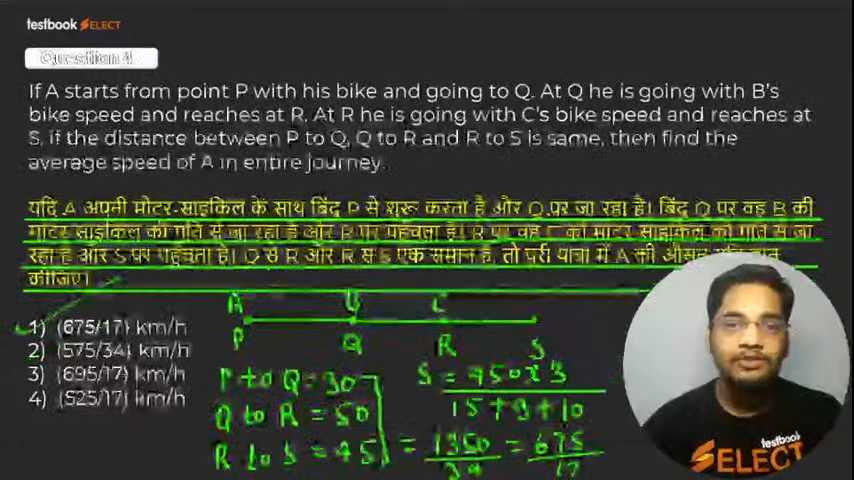 testbook SELECT
Question 4
If A starts from point P with his bike and going to Q. At Q he is going with B's
bike speed and reaches at R. At R he is going with C's bike speed and reaches at
S, if the distance between P to Q, Q to R and R to S is same, then find the
average speed of A in entire journey.
यदि A अपनी मोटर-साइकिल के साथ बिंदु P से शुरू करता है और Q पर जा रहा है। बिंदु Q पर वह B की
मोटर साइकिल की गति से जा रहा है और R पर पहुंचता है। R पर वह C की मोटर साइकिल की गति से जा
रहा है और S पर पहुंचता है। Q से R और R से S एक समान है, तो पूरी यात्रा में A की औसत
कीजिए।
A B C
P Q R S
1) (675/17) km/h
2) (575/34) km/h
3) (695/17) km/h
4) (525/17) km/h
P to Q = 30
Q to R = 50
R to S = 45
S = 450 x 3
15 + 9 + 10
= 1350 = 675
34 17
testbook
SELECT